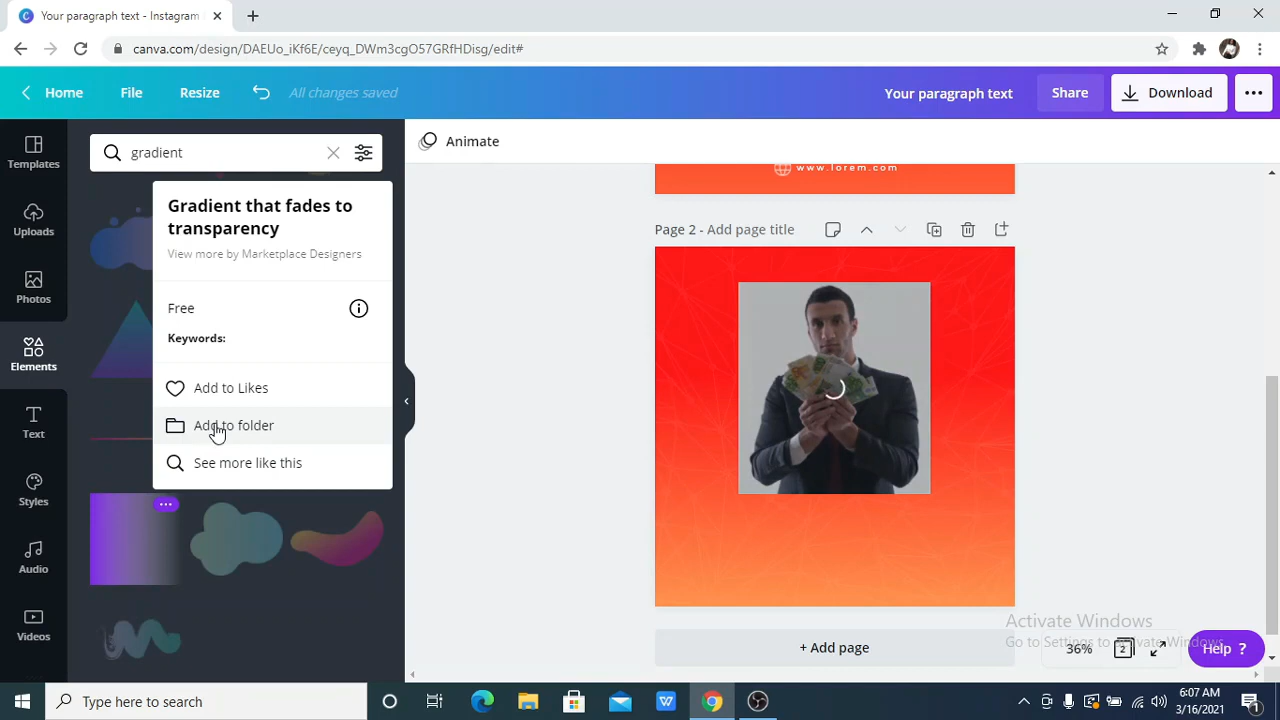 Your paragraph text - Instagram
canva.com/design/DAEUo_iKf6E/ceyq_DWm3cgO57GRfHDisg/edit#
Home File Resize All changes saved Your paragraph text Share Download
gradient
Animate
Templates
Uploads
Photos
Elements
Text
Styles
Audio
Videos
Gradient that fades to
transparency
View more by Marketplace Designers
Free
Keywords:
Add to Likes
Add to folder
See more like this
www.lorem.com
Page 2 - Add page title
+ Add page
Activate Windows
Go to Settings to activate Windows.
36% 2 Help ?
Type here to search
6:07 AM
3/16/2021
1